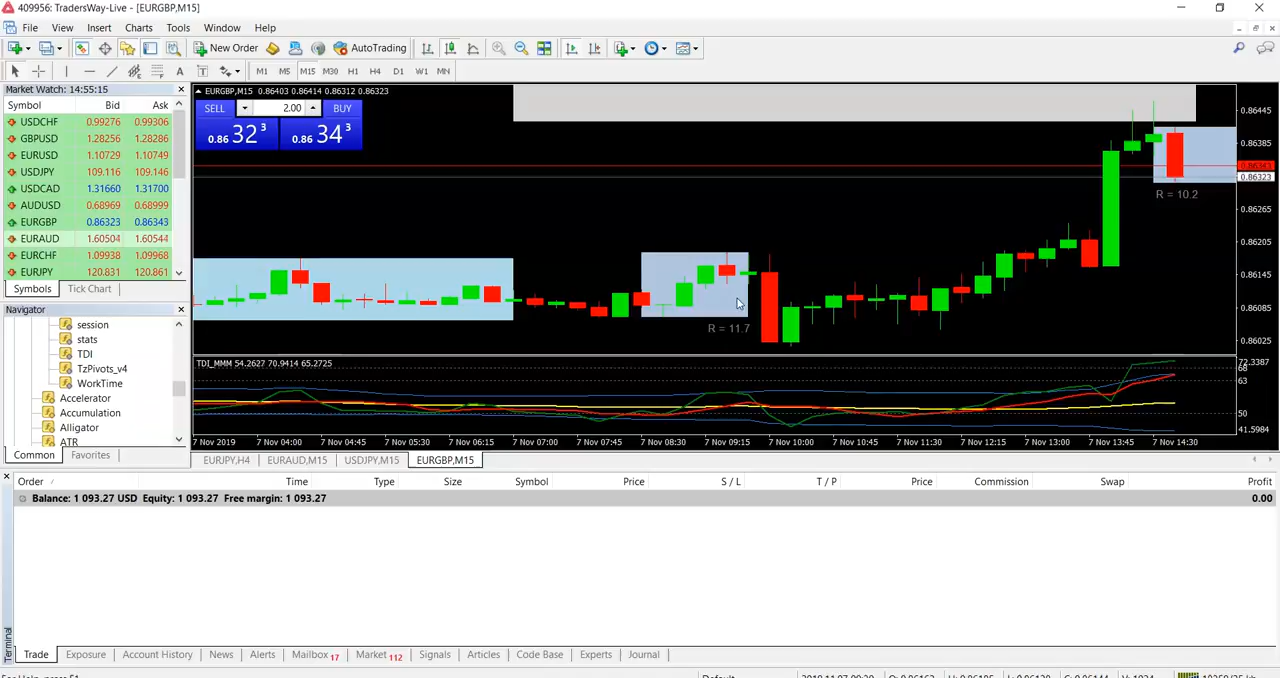 409956: TradersWay-Live - [EURGBP,M15]
File View Insert Charts Tools Window Help
New Order AutoTrading
A T M1 M5 M15 M30 H1 H4 D1 W1 MN
Market Watch: 14:55:15
Symbol Bid Ask
USDCHF 0.99276 0.99306
GBPUSD 1.28256 1.28286
EURUSD 1.10729 1.10749
USDJPY 109.116 109.146
USDCAD 1.31660 1.31700
AUDUSD 0.68969 0.68999
EURGBP 0.86323 0.86343
EURAUD 1.60504 1.60544
EURCHF 1.09938 1.09968
EURJPY 120.831 120.861
Symbols Tick Chart
Navigator
session
stats
TDI
TzPivots_v4
WorkTime
Accelerator
Accumulation
Alligator
ATR
Common Favorites
EURGBP,M15 0.86403 0.86414 0.86312 0.86323
SELL 2.00 BUY
0.86 32 3 0.86 34 3
R = 11.7
R = 10.2
0.86445
0.86385
0.86343
0.86323
0.86265
0.86205
0.86145
0.86085
0.86025
TDI_MMM 54.2627 70.9414 65.2725
72.3387
68
63
50
41.5984
7 Nov 2019 7 Nov 04:00 7 Nov 04:45 7 Nov 05:30 7 Nov 06:15 7 Nov 07:00 7 Nov 07:45 7 Nov 08:30 7 Nov 09:15 7 Nov 10:00 7 Nov 10:45 7 Nov 11:30 7 Nov 12:15 7 Nov 13:00 7 Nov 13:45 7 Nov 14:30
EURJPY,H4 EURAUD,M15 USDJPY,M15 EURGBP,M15
Order Time Type Size Symbol Price S / L T / P Price Commission Swap Profit
Balance: 1 093.27 USD Equity: 1 093.27 Free margin: 1 093.27 0.00
Terminal
Trade Exposure Account History News Alerts Mailbox 17 Market 112 Signals Articles Code Base Experts Journal